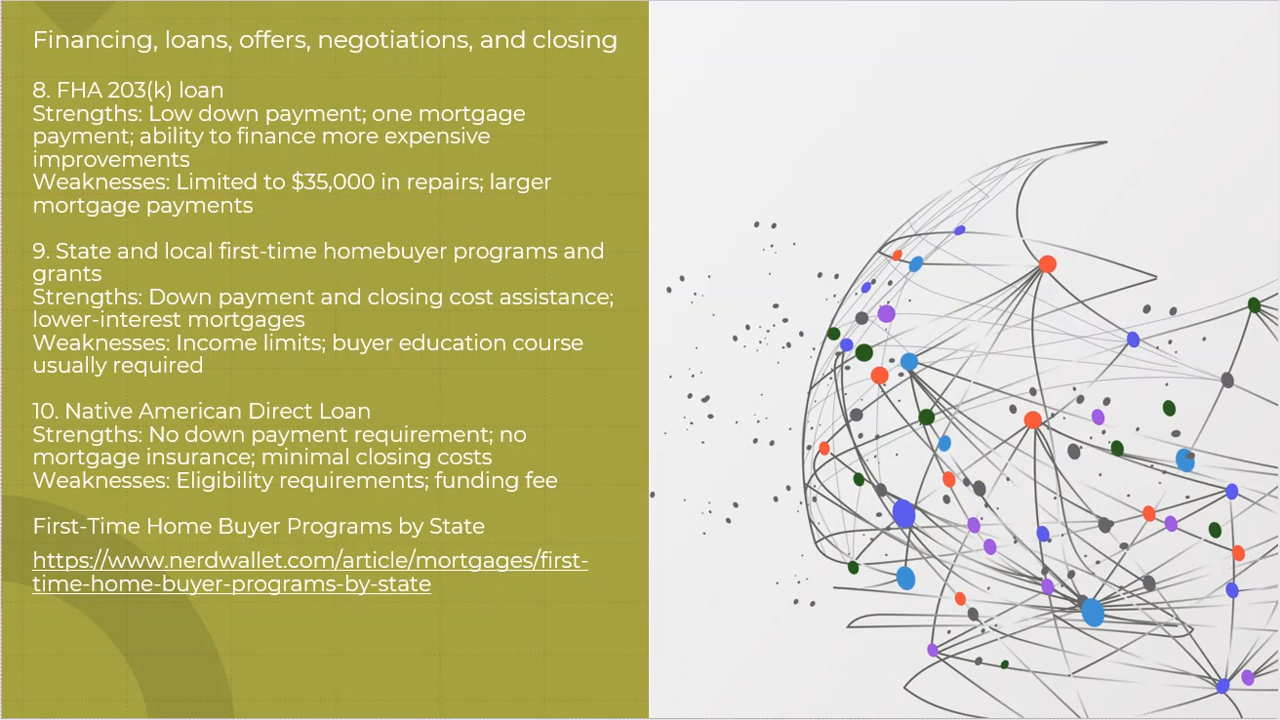 Financing, loans, offers, negotiations, and closing
8. FHA 203(k) loan
Strengths: Low down payment; one mortgage
payment; ability to finance more expensive
improvements
Weaknesses: Limited to $35,000 in repairs; larger
mortgage payments
9. State and local first-time homebuyer programs and
grants
Strengths: Down payment and closing cost assistance;
lower-interest mortgages
Weaknesses: Income limits; buyer education course
usually required
10. Native American Direct Loan
Strengths: No down payment requirement; no
mortgage insurance; minimal closing costs
Weaknesses: Eligibility requirements; funding fee
First-Time Home Buyer Programs by State
https://www.nerdwallet.com/article/mortgages/first-
time-home-buyer-programs-by-state